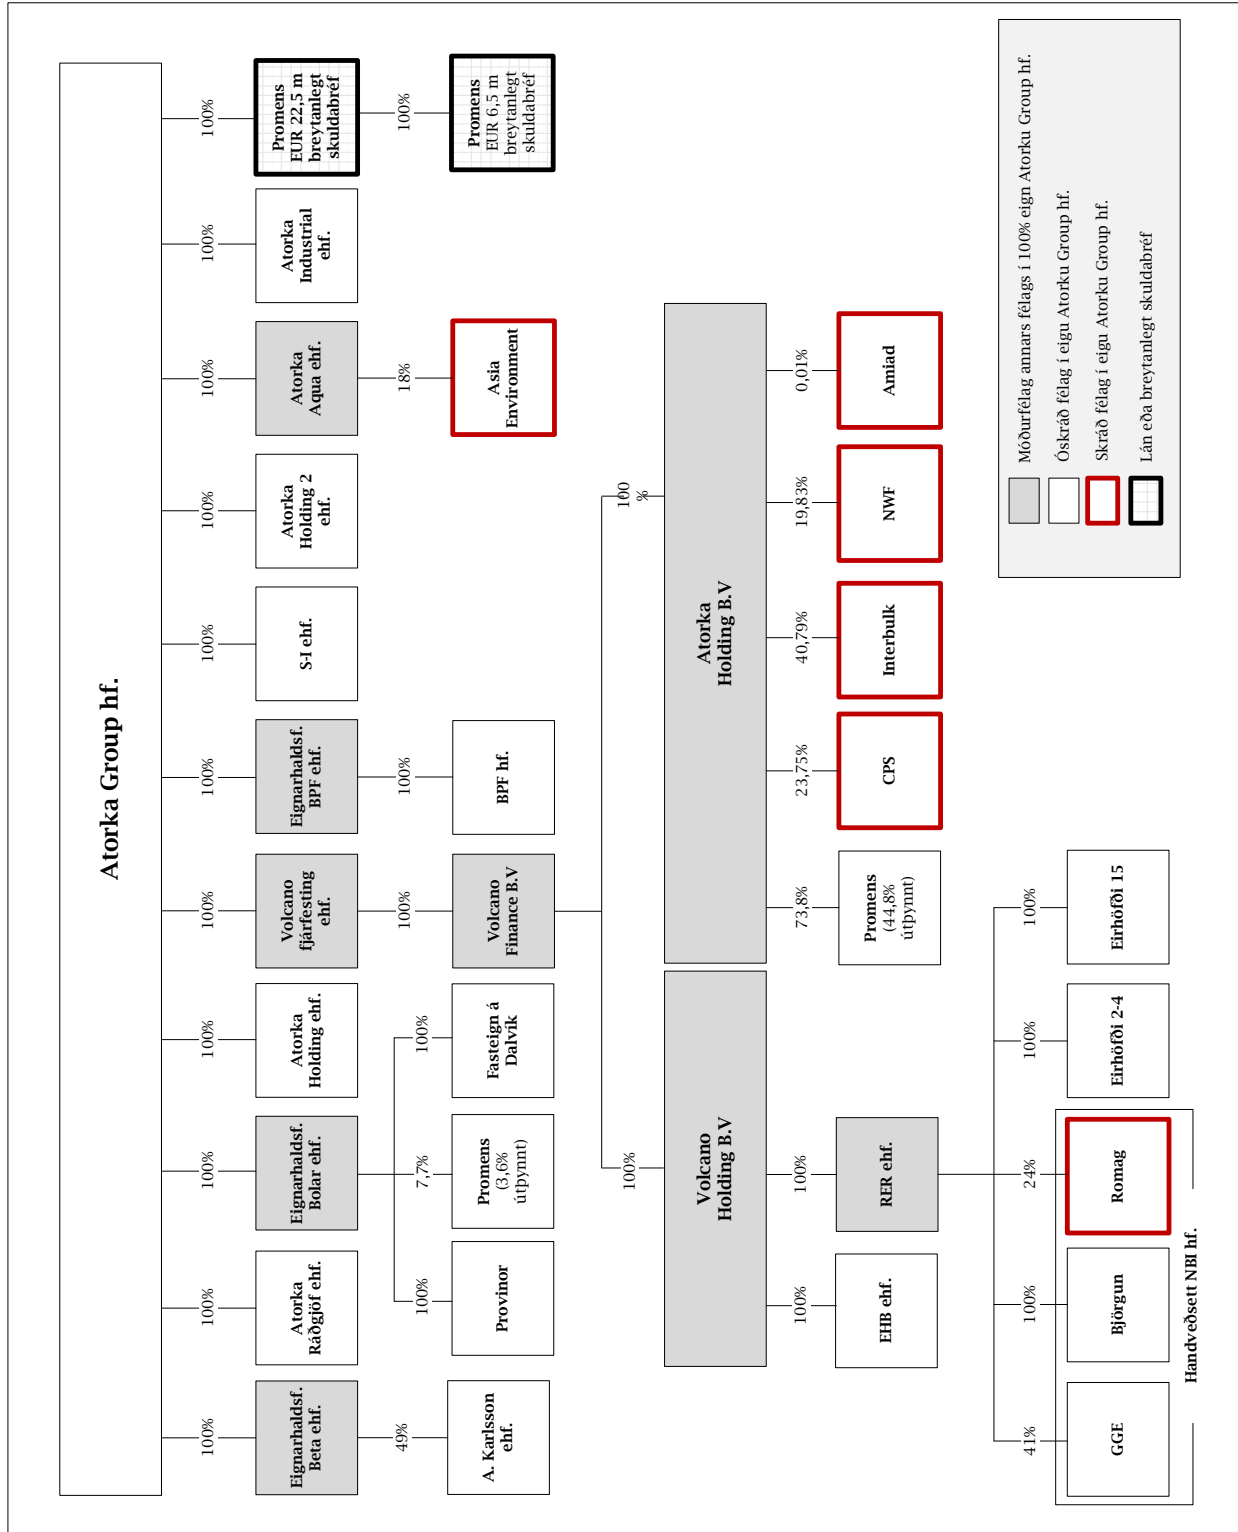 Atorka Group hf.
100%
100%
100%
100%
100%
100%
100%
100%
100%
100%
100%
Eignarhaldsf.
Beta ehf.
Atorka
Ráðgjöf ehf.
Eignarhaldsf.
Bolar ehf.
Atorka
Holding ehf.
Volcano
fjárfesting
ehf.
Eignarhaldsf.
BPF ehf.
S-I ehf.
Atorka
Holding 2
ehf.
Atorka
Aqua ehf.
Atorka
Industrial
ehf.
Promens
EUR 22,5 m
breytanlegt
skuldabréf
49%
100%
7,7%
100%
100%
100%
18%
100%
A. Karlsson
ehf.
Provinor
Promens
(3,6%
útþynnt)
Fasteign á
Dalvík
Volcano
Finance B.V
BPF hf.
Asia
Environment
Promens
EUR 6,5 m
breytanlegt
skuldabréf
100%
100
%
Volcano
Holding B.V
Atorka
Holding B.V
100%
100%
73,8%
23,75%
40,79%
19,83%
0,01%
EHB ehf.
RER ehf.
Promens
(44,8%
útþynnt)
CPS
Interbulk
NWF
Amiad
41%
100%
24%
100%
100%
GGE
Björgun
Romag
Eirhöfði 2-4
Eirhöfði 15
Handveðsett NBI hf.
Móðurfélag annars félags í 100% eign Atorku Group hf.
Óskráð félag í eigu Atorku Group hf.
Skráð félag í eigu Atorku Group hf.
Lán eða breytanlegt skuldabréf